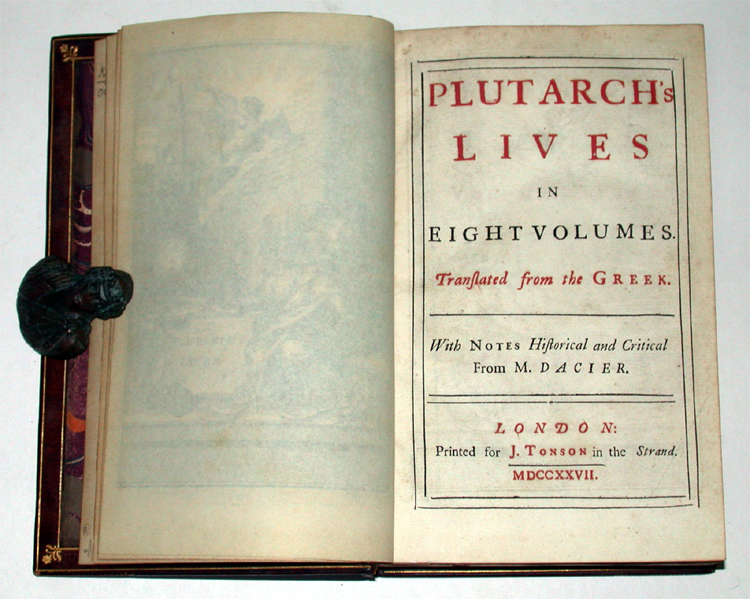 PLUTARCH's
LIVES
IN
EIGHT VOLUMES.
Tranſlated from the GREEK.
With NOTES Hiſtorical and Critical
From M. DACIER.
LONDON:
Printed for J. TONSON in the Strand.
MDCCXXVII.